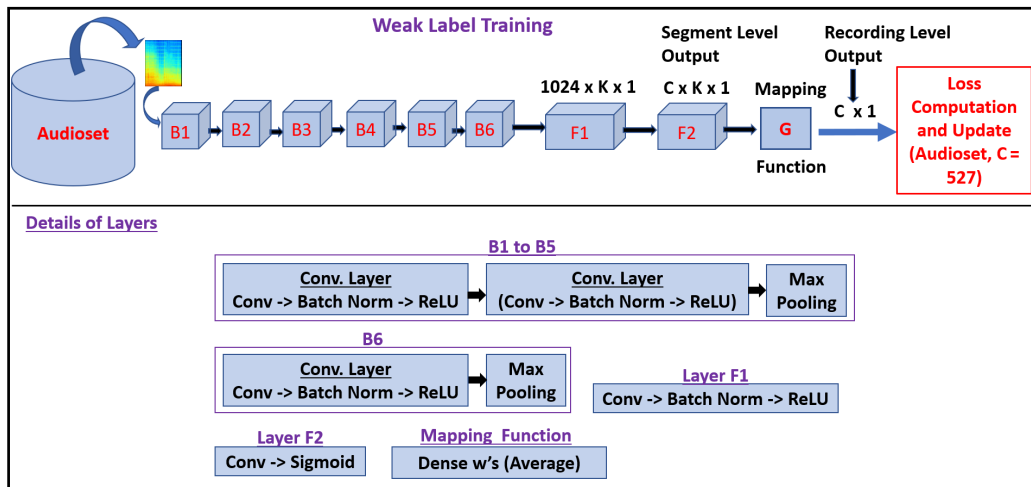 Weak Label Training
Segment Level
Output
Recording Level
Output
1024 x K x 1
C x K x 1
Mapping
C x 1
Audioset
B1
B2
B3
B4
B5
B6
F1
F2
G
Function
Loss
Computation
and Update
(Audioset, C =
527)
Details of Layers
B1 to B5
Conv. Layer
Conv -> Batch Norm -> ReLU
Conv. Layer
(Conv -> Batch Norm -> ReLU)
Max
Pooling
B6
Conv. Layer
Conv -> Batch Norm -> ReLU
Max
Pooling
Layer F1
Conv -> Batch Norm -> ReLU
Layer F2
Conv -> Sigmoid
Mapping Function
Dense w's (Average)